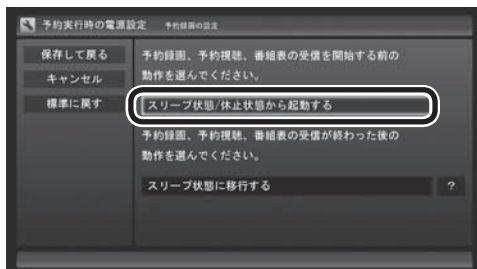 予約実行時の電源設定 予約録画の設定
保存して戻る
キャンセル
標準に戻す
予約録画、予約視聴、番組表の受信を開始する前の
動作を選んでください。
スリープ状態/休止状態から起動する
予約録画、予約視聴、番組表の受信が終わった後の
動作を選んでください。
スリープ状態に移行する ?